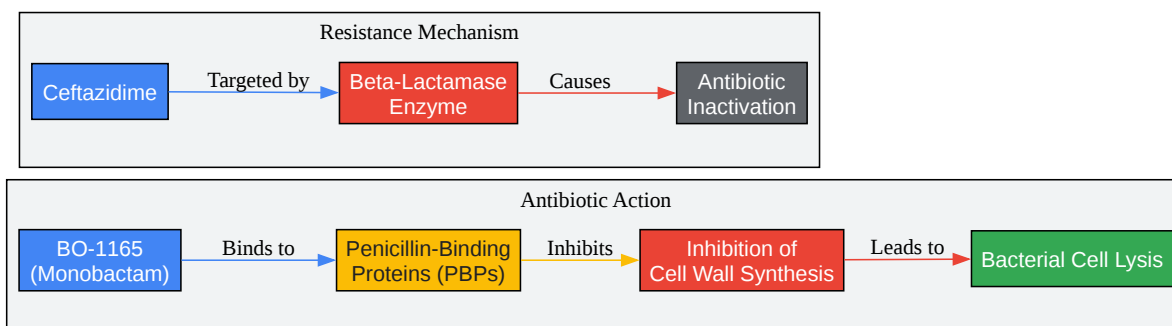 Resistance Mechanism
Ceftazidime
Targeted by
Beta-Lactamase
Enzyme
Causes
Antibiotic
Inactivation
Antibiotic Action
BO-1165
(Monobactam)
Binds to
Penicillin-Binding
Proteins (PBPs)
Inhibits
Inhibition of
Cell Wall Synthesis
Leads to
Bacterial Cell Lysis